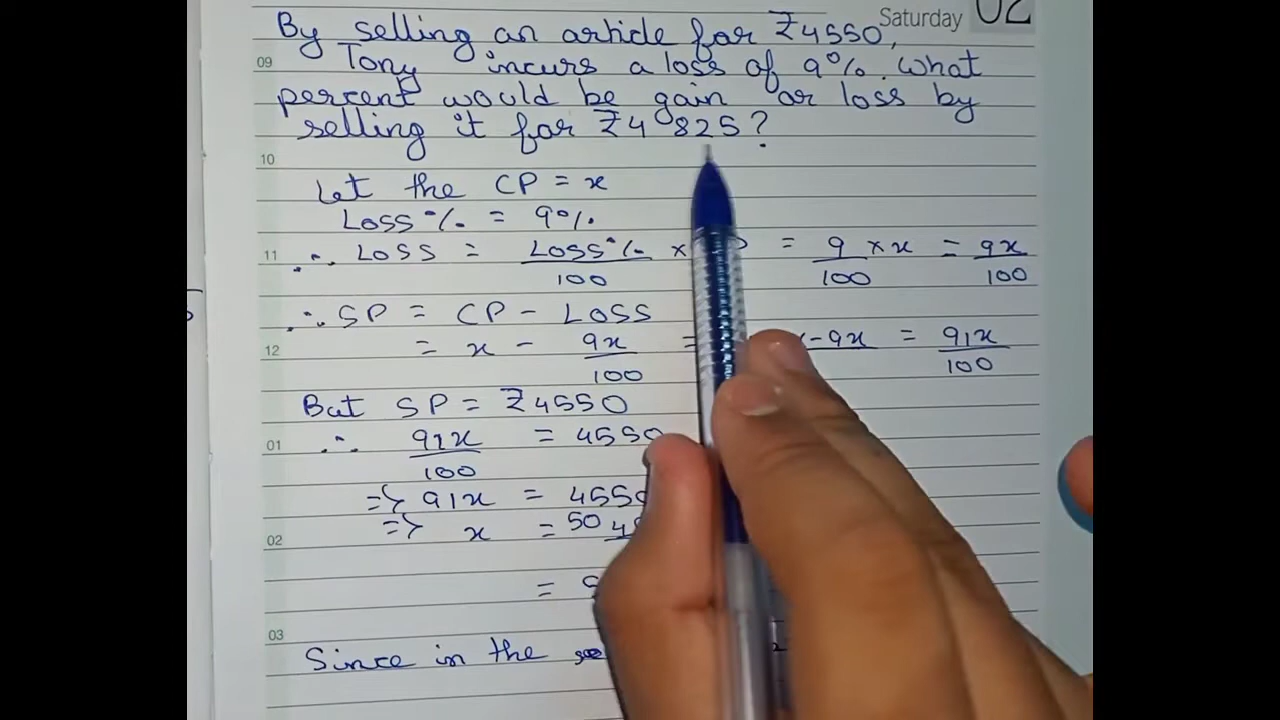 Saturday 02
By selling an article for ₹4550,
09 Tony incurs a loss of 9%. What
percent would be gain or loss by
selling it for ₹4825?
10
Let the CP = x
Loss% = 9%
11 ∴ LOSS = Loss%/100 × = 9/100 × x = 9x/100
∴ SP = CP - LOSS
12 = x - 9x/100 = x-9x = 91x/100
But SP = ₹4550
01 ∴ 91x/100 = 4550
=> 91x = 4550
02 => x = 50
=
03
Since in the